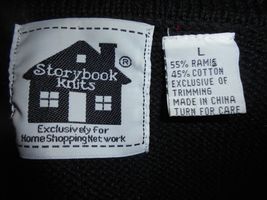 Storybook
Knits
®
Exclusively for
Home Shopping Network
L
55% RAMIE
45% COTTON
EXCLUSIVE OF
TRIMMING
MADE IN CHINA
TURN FOR CARE